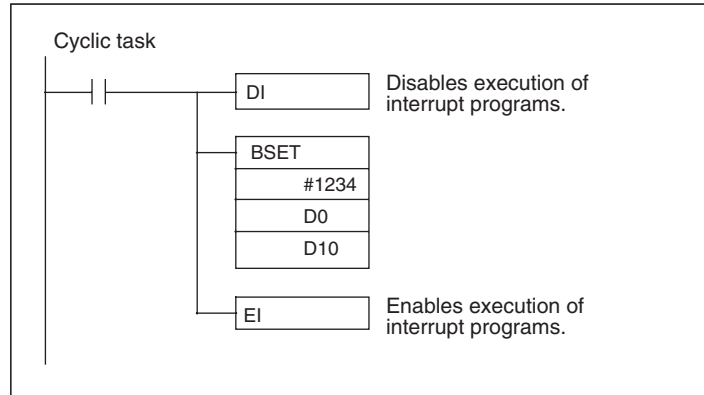 Cyclic task
DI
Disables execution of
interrupt programs.
BSET
#1234
D0
D10
EI
Enables execution of
interrupt programs.